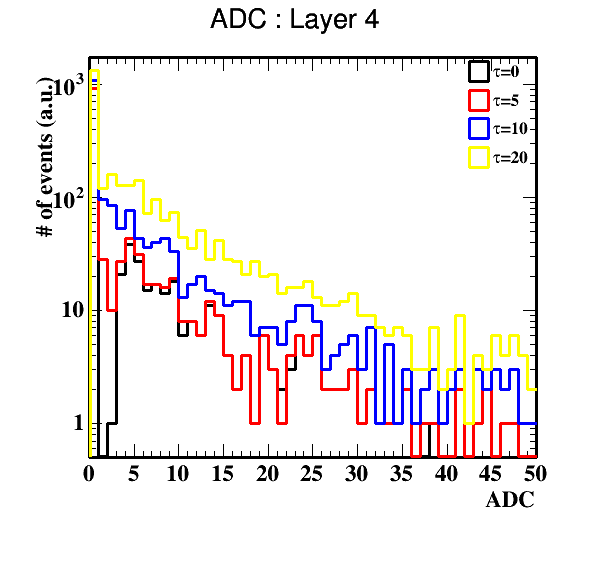 ADC : Layer 4
# of events (a.u.)
10³
10²
10
1
τ=0
τ=5
τ=10
τ=20
0 5 10 15 20 25 30 35 40 45 50
ADC